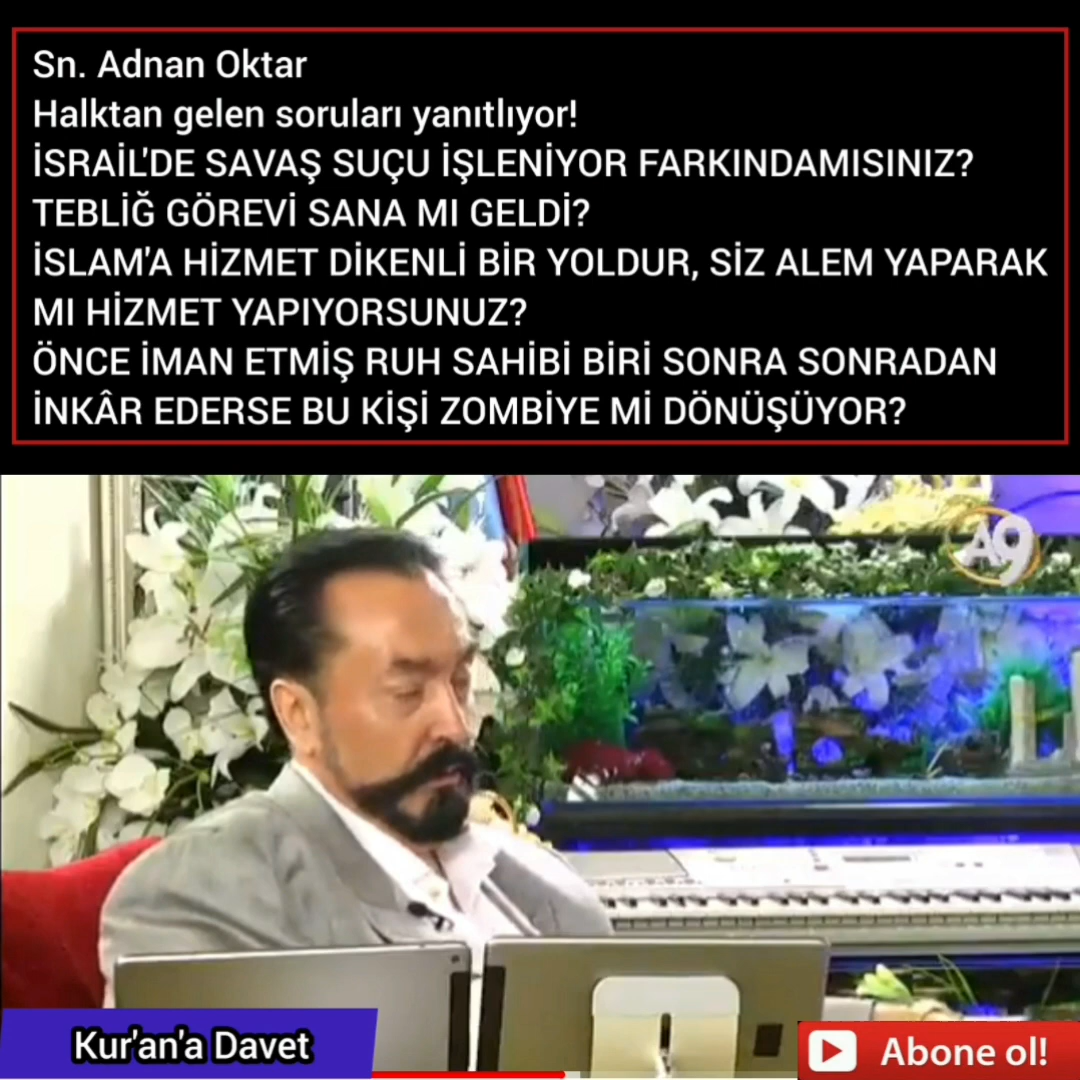 Sn. Adnan Oktar
Halktan gelen soruları yanıtlıyor!
İSRAİL'DE SAVAŞ SUÇU İŞLENİYOR FARKINDAMISINIZ?
TEBLİĞ GÖREVİ SANA MI GELDİ?
İSLAM'A HİZMET DİKENLİ BİR YOLDUR, SİZ ALEM YAPARAK
MI HİZMET YAPIYORSUNUZ?
ÖNCE İMAN ETMİŞ RUH SAHİBİ BİRİ SONRA SONRADAN
İNKÂR EDERSE BU KİŞİ ZOMBİYE Mİ DÖNÜŞÜYOR?
A9
Kur'an'a Davet
Abone ol!